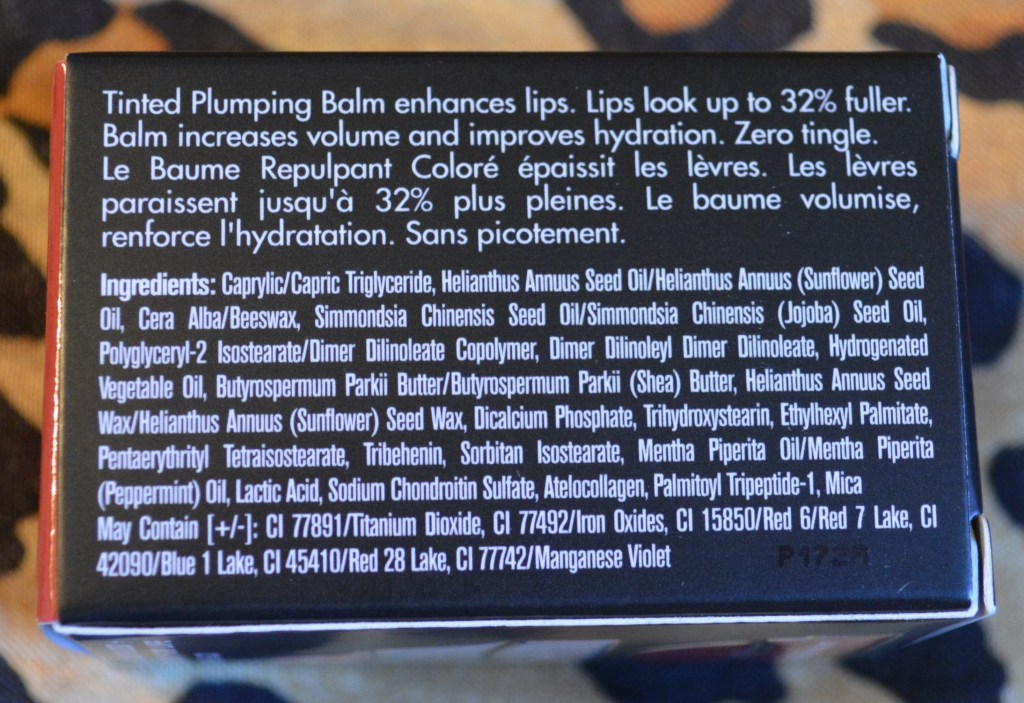 Tinted Plumping Balm enhances lips. Lips look up to 32% fuller.
Balm increases volume and improves hydration. Zero tingle.
Le Baume Repulpant Coloré épaissit les lèvres. Les lèvres
paraissent jusqu'à 32% plus pleines. Le baume volumise,
renforce l'hydratation. Sans picotement.
Ingredients: Caprylic/Capric Triglyceride, Helianthus Annuus Seed Oil/Helianthus Annuus (Sunflower) Seed
Oil, Cera Alba/Beeswax, Simmondsia Chinensis Seed Oil/Simmondsia Chinensis (Jojoba) Seed Oil,
Polyglyceryl-2 Isostearate/Dimer Dilinoleate Copolymer, Dimer Dilinoleyl Dimer Dilinoleate, Hydrogenated
Vegetable Oil, Butyrospermum Parkii Butter/Butyrospermum Parkii (Shea) Butter, Helianthus Annuus Seed
Wax/Helianthus Annuus (Sunflower) Seed Wax, Dicalcium Phosphate, Trihydroxystearin, Ethylhexyl Palmitate,
Pentaerythrityl Tetraisostearate, Tribehenin, Sorbitan Isostearate, Mentha Piperita Oil/Mentha Piperita
(Peppermint) Oil, Lactic Acid, Sodium Chondroitin Sulfate, Atelocollagen, Palmitoyl Tripeptide-1, Mica
May Contain [+/-]: CI 77891/Titanium Dioxide, CI 77492/Iron Oxides, CI 15850/Red 6/Red 7 Lake, CI
42090/Blue 1 Lake, CI 45410/Red 28 Lake, CI 77742/Manganese Violet